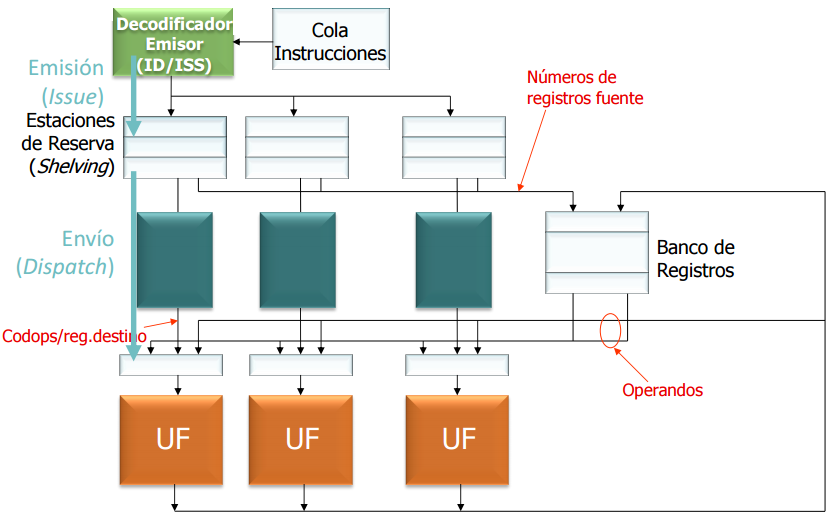 Decodificador
Emisor
(ID/ISS)
Cola
Instrucciones
Emisión
(Issue)
Números de
registros fuente
Estaciones
de Reserva
(Shelving)
Envío
(Dispatch)
Banco de
Registros
Codops/reg.destino
Operandos
UF
UF
UF